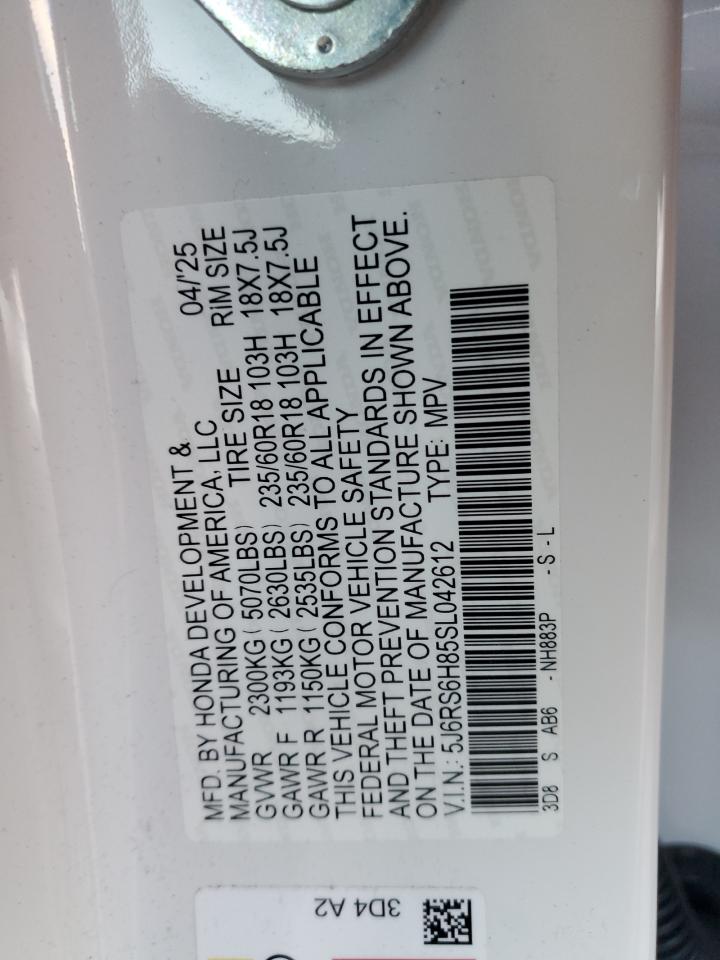 MFD. BY HONDA DEVELOPMENT &
MANUFACTURING OF AMERICA, LLC 04/'25
GVWR 2300KG ( 5070LBS) TIRE SIZE RIM SIZE
GAWR F 1193KG ( 2630LBS) 235/60R18 103H 18X7.5J
GAWR R 1150KG ( 2535LBS) 235/60R18 103H 18X7.5J
THIS VEHICLE CONFORMS TO ALL APPLICABLE
FEDERAL MOTOR VEHICLE SAFETY
AND THEFT PREVENTION STANDARDS IN EFFECT
ON THE DATE OF MANUFACTURE SHOWN ABOVE.
V.I.N.: 5J6RS6H85SL042612 TYPE: MPV
3D8 S AB6 - NH883P - S - L
3D4 A2